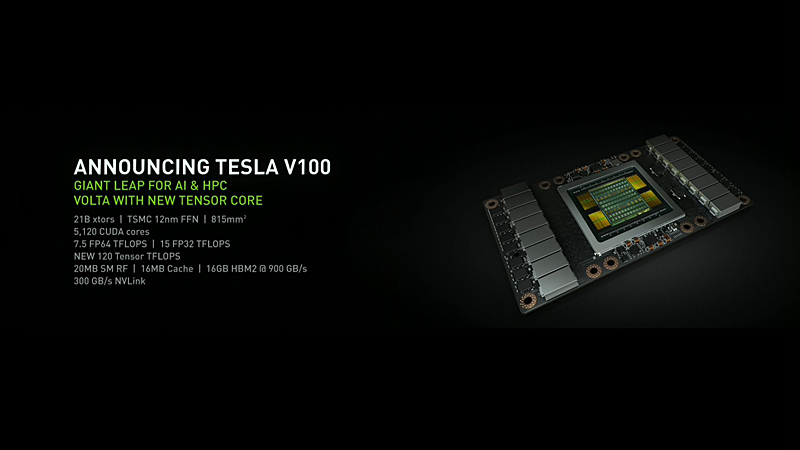 ANNOUNCING TESLA V100
GIANT LEAP FOR AI & HPC
VOLTA WITH NEW TENSOR CORE
21B xtors | TSMC 12nm FFN | 815mm²
5,120 CUDA cores
7.5 FP64 TFLOPS | 15 FP32 TFLOPS
NEW 120 Tensor TFLOPS
20MB SM RF | 16MB Cache | 16GB HBM2 @ 900 GB/s
300 GB/s NVLink